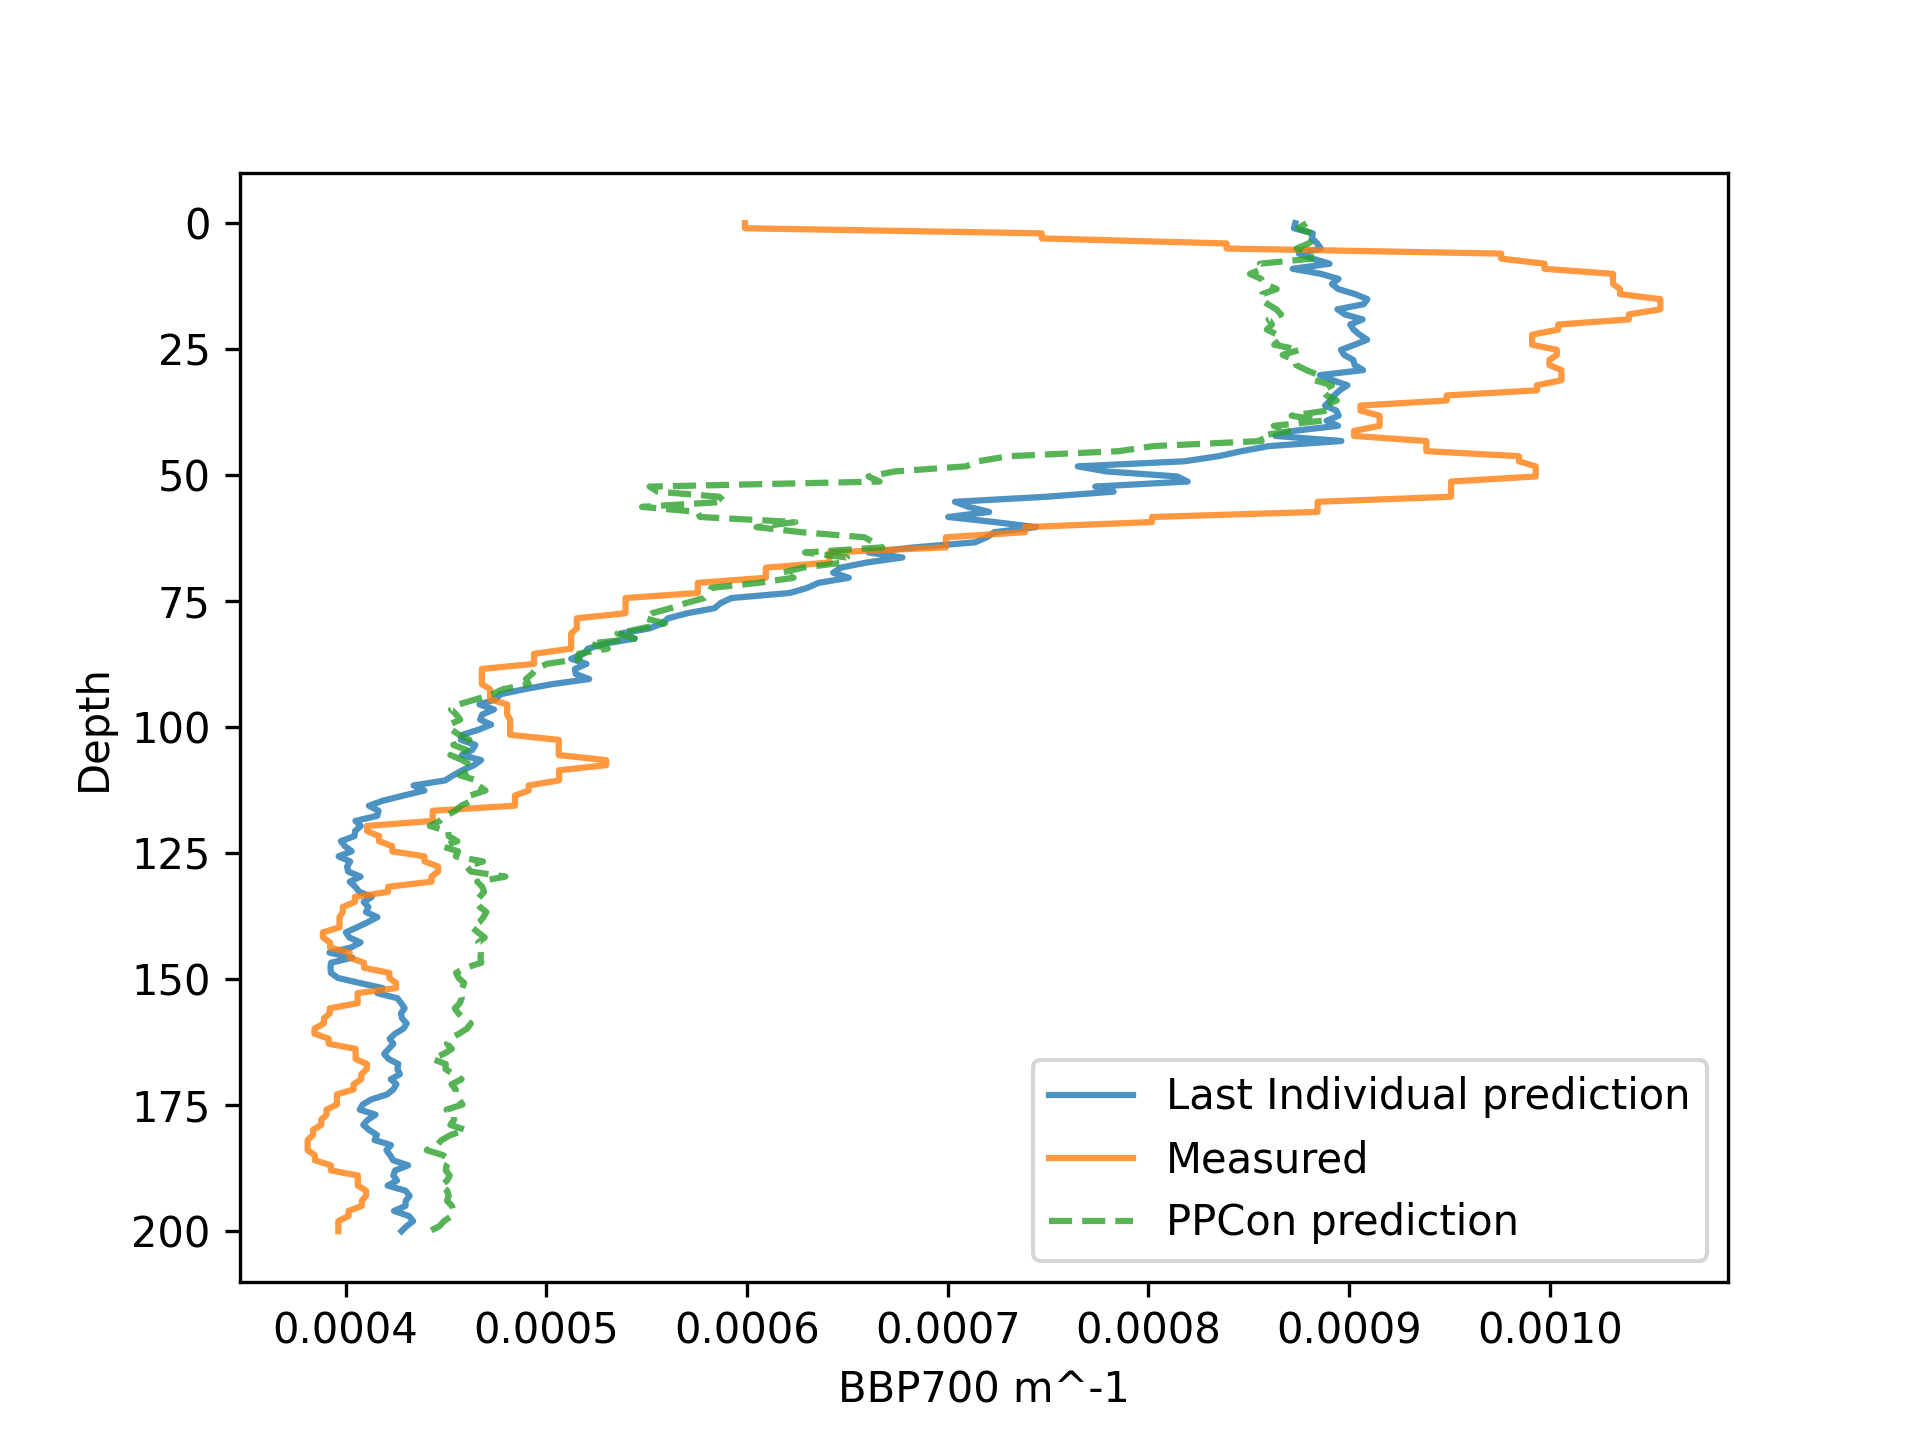 0
25
50
75
100
125
150
175
200
Depth
Last Individual prediction
Measured
PPCon prediction
0.0004 0.0005 0.0006 0.0007 0.0008 0.0009 0.0010
BBP700 m^-1